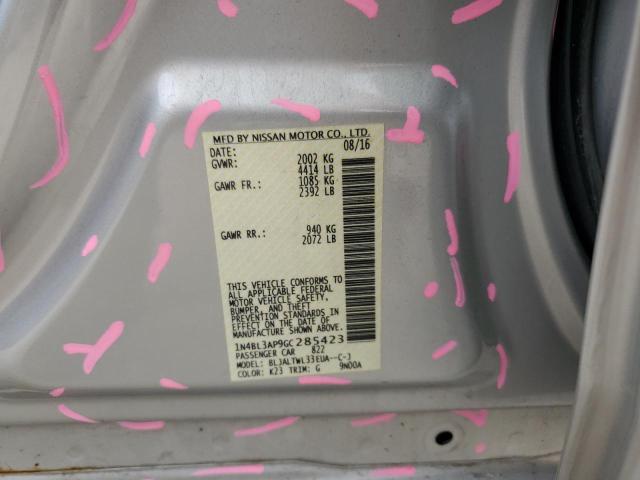 MFD BY NISSAN MOTOR CO., LTD.
DATE: 08/16
GVWR: 2002 KG
4414 LB
GAWR FR.: 1085 KG
2392 LB
GAWR RR.: 940 KG
2072 LB
THIS VEHICLE CONFORMS TO
ALL APPLICABLE FEDERAL
MOTOR VEHICLE SAFETY,
BUMPER, AND THEFT
PREVENTION STANDARDS IN
EFFECT ON THE DATE OF
MANUFACTURE SHOWN ABOVE.
1N4BL3AP9GC285423
PASSENGER CAR 822
MODEL: BLJALTWL33EUA--C-J
COLOR: K23 TRIM: G 9N00A